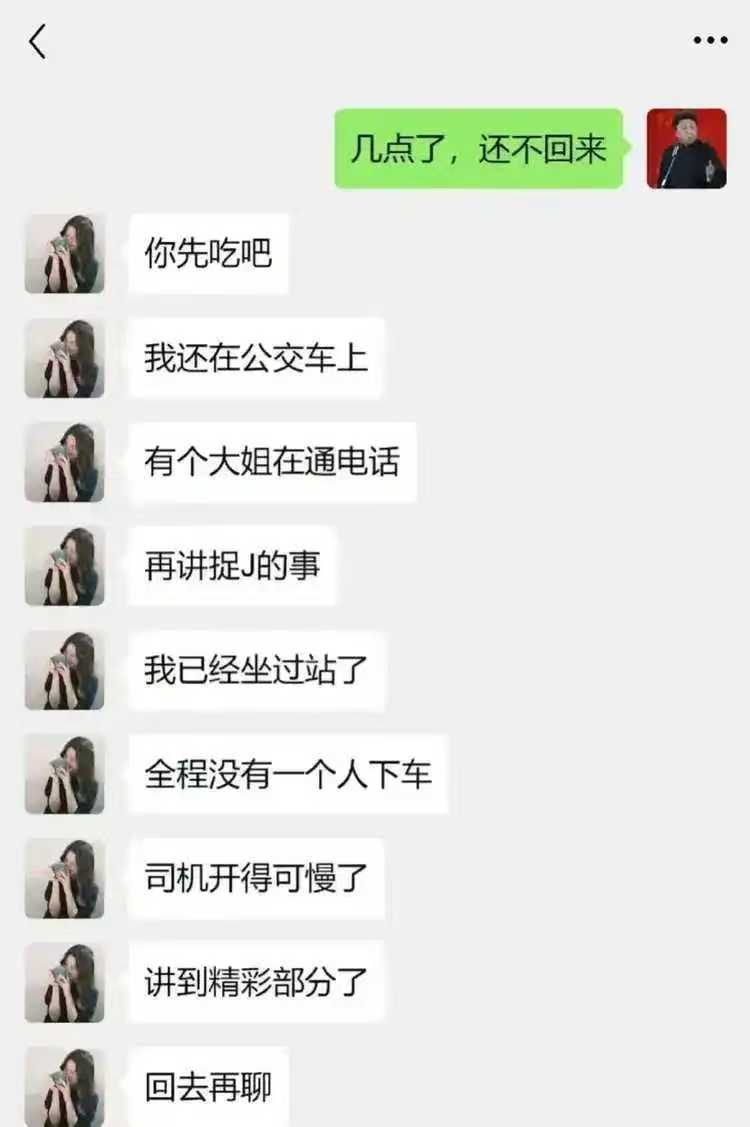 几点了，还不回来
你先吃吧
我还在公交车上
有个大姐在通电话
再讲捉J的事
我已经坐过站了
全程没有一个人下车
司机开得可慢了
讲到精彩部分了
回去再聊